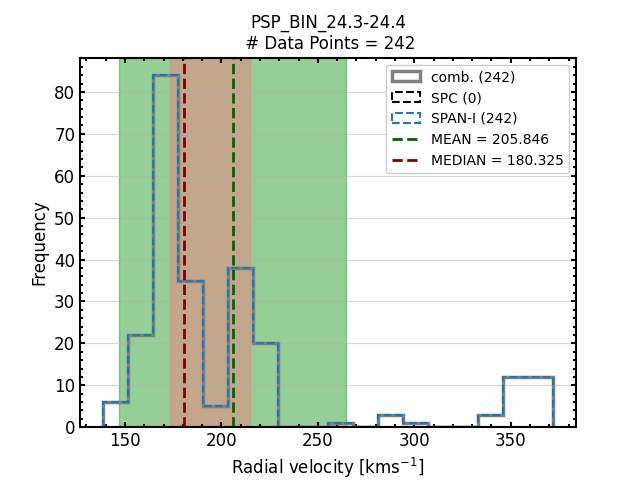 PSP_BIN_24.3-24.4
# Data Points = 242
comb. (242)
SPC (0)
SPAN-I (242)
MEAN = 205.846
MEDIAN = 180.325
Frequency
80
70
60
50
40
30
20
10
0
150 200 250 300 350
Radial velocity [kms⁻¹]